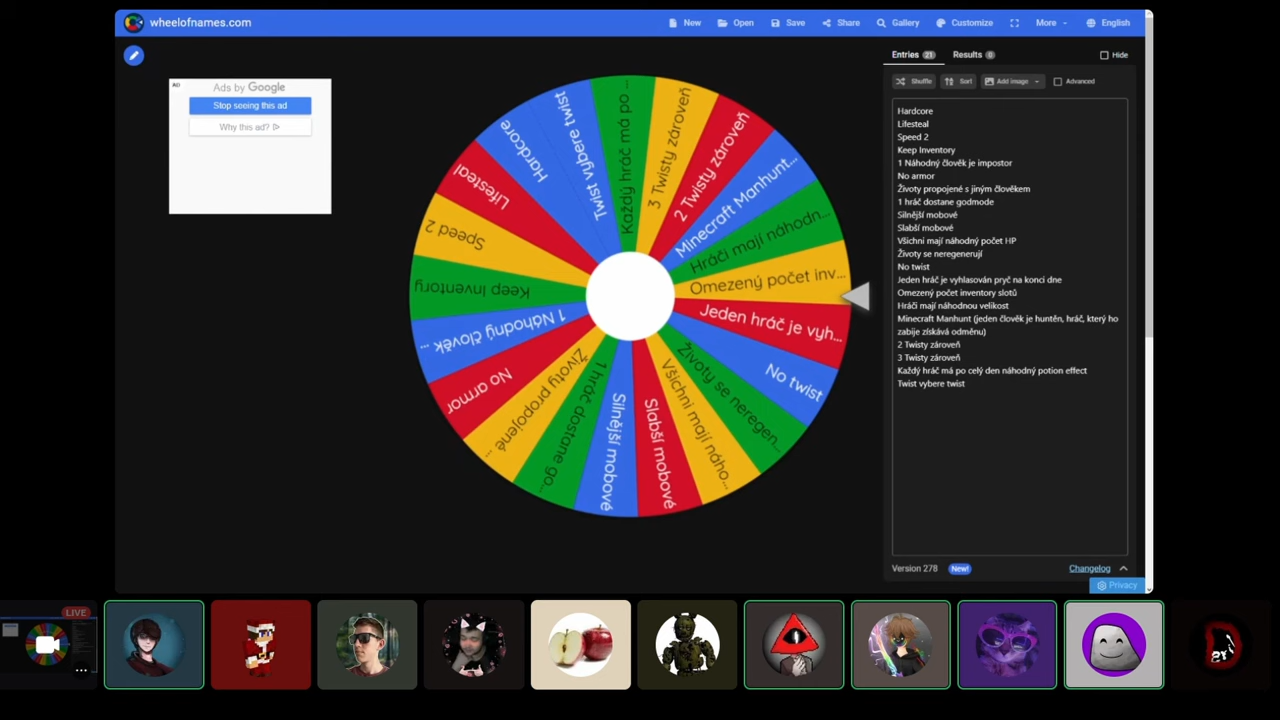 wheelofnames.com
New
Open
Save
Share
Gallery
Customize
More
English
Ads by Google
Stop seeing this ad
Why this ad?
Entries 21
Results 0
Hide
Shuffle
Sort
Add image
Advanced
Hardcore
Lifesteal
Speed 2
Keep Inventory
1 Náhodný člověk je impostor
No armor
Životy propojené s jiným člověkem
1 hráč dostane godmode
Silnější mobové
Slabší mobové
Všichni mají náhodný počet HP
Životy se neregenerují
No twist
Jeden hráč je vyhlasován pryč na konci dne
Omezený počet inventory slotů
Hráči mají náhodnou velikost
Minecraft Manhunt (jeden člověk je huntěn, hráč, který ho
zabije získává odměnu)
2 Twisty zároveň
3 Twisty zároveň
Každý hráč má po celý den náhodný potion effect
Twist vybere twist
Každý hráč má po ...
3 Twisty zároveň
2 Twisty zároveň
Minecraft Manhunt...
Hráči mají náhodn...
Omezený počet inv...
Jeden hráč je vyh...
No twist
Životy se neregen...
Všichni mají náho...
Slabší mobové
Silnější mobové
1 hráč dostane go...
Životy propojené ...
No armor
1 Náhodný člověk ...
Keep Inventory
Speed 2
Lifesteal
Hardcore
Twist vybere twist
Version 278
New!
Changelog
Privacy
LIVE